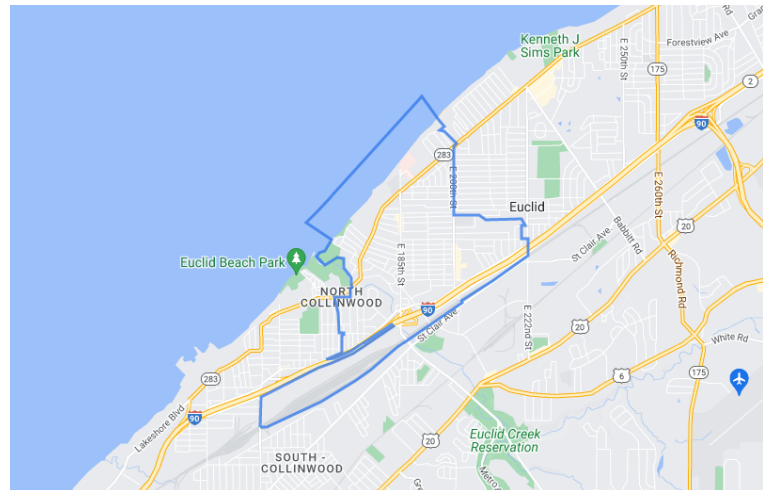 Kenneth J
Sims Park
E 250th St
Forestview Ave
175
2
90
283
E 200th St
Euclid
E 260th St
Babbitt Rd
20
St Clair Ave.
Euclid Beach Park
E 185th St
NORTH
COLLINWOOD
Richmond Rd
90
St Clair Ave
E 222nd St
20
White Rd
6
175
283
Lakeshore Blvd
90
20
Euclid Creek
Reservation
SOUTH -
COLLINWOOD